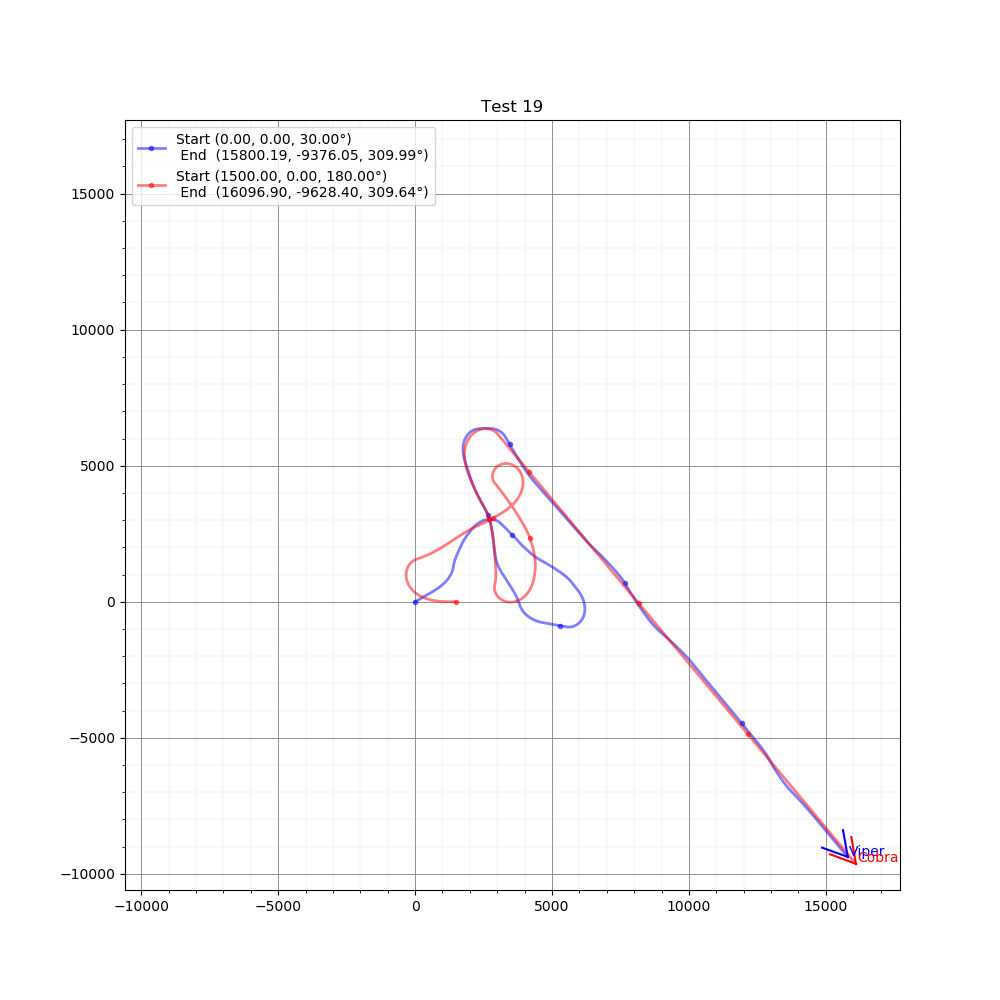 Test 19
Start (0.00, 0.00, 30.00°)
End (15800.19, -9376.05, 309.99°)
Start (1500.00, 0.00, 180.00°)
End (16096.90, -9628.40, 309.64°)
15000
10000
5000
0
−5000
−10000
Viper
Cobra
−10000 −5000 0 5000 10000 15000